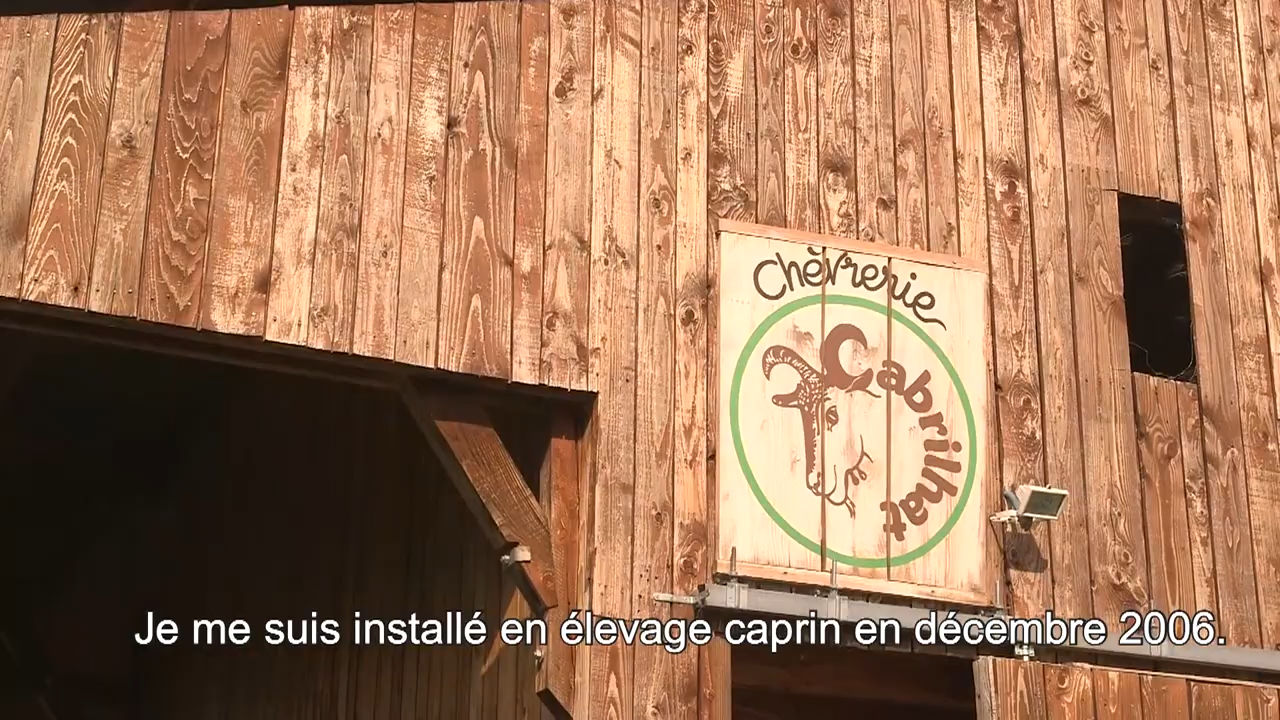 Chèvrerie
Cabrilhat
Je me suis installé en élevage caprin en décembre 2006.